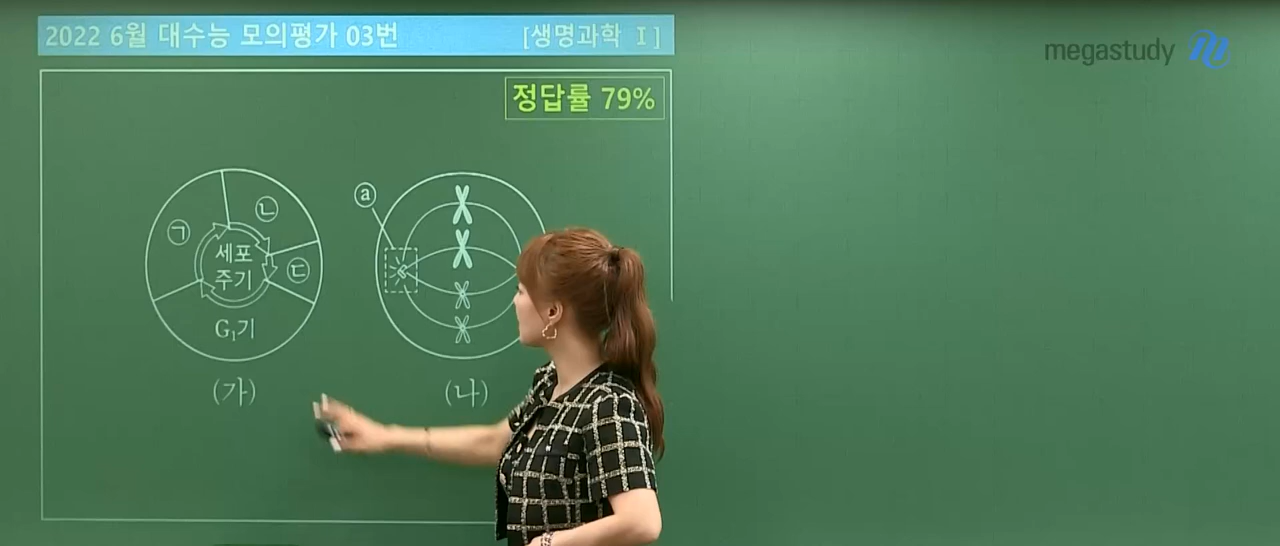 2022 6월 대수능 모의평가 03번 [생명과학 Ⅰ]
megastudy
정답률 79%
ⓐ
㉠
㉡
㉢
세포
주기
G₁기
(가)
(나)